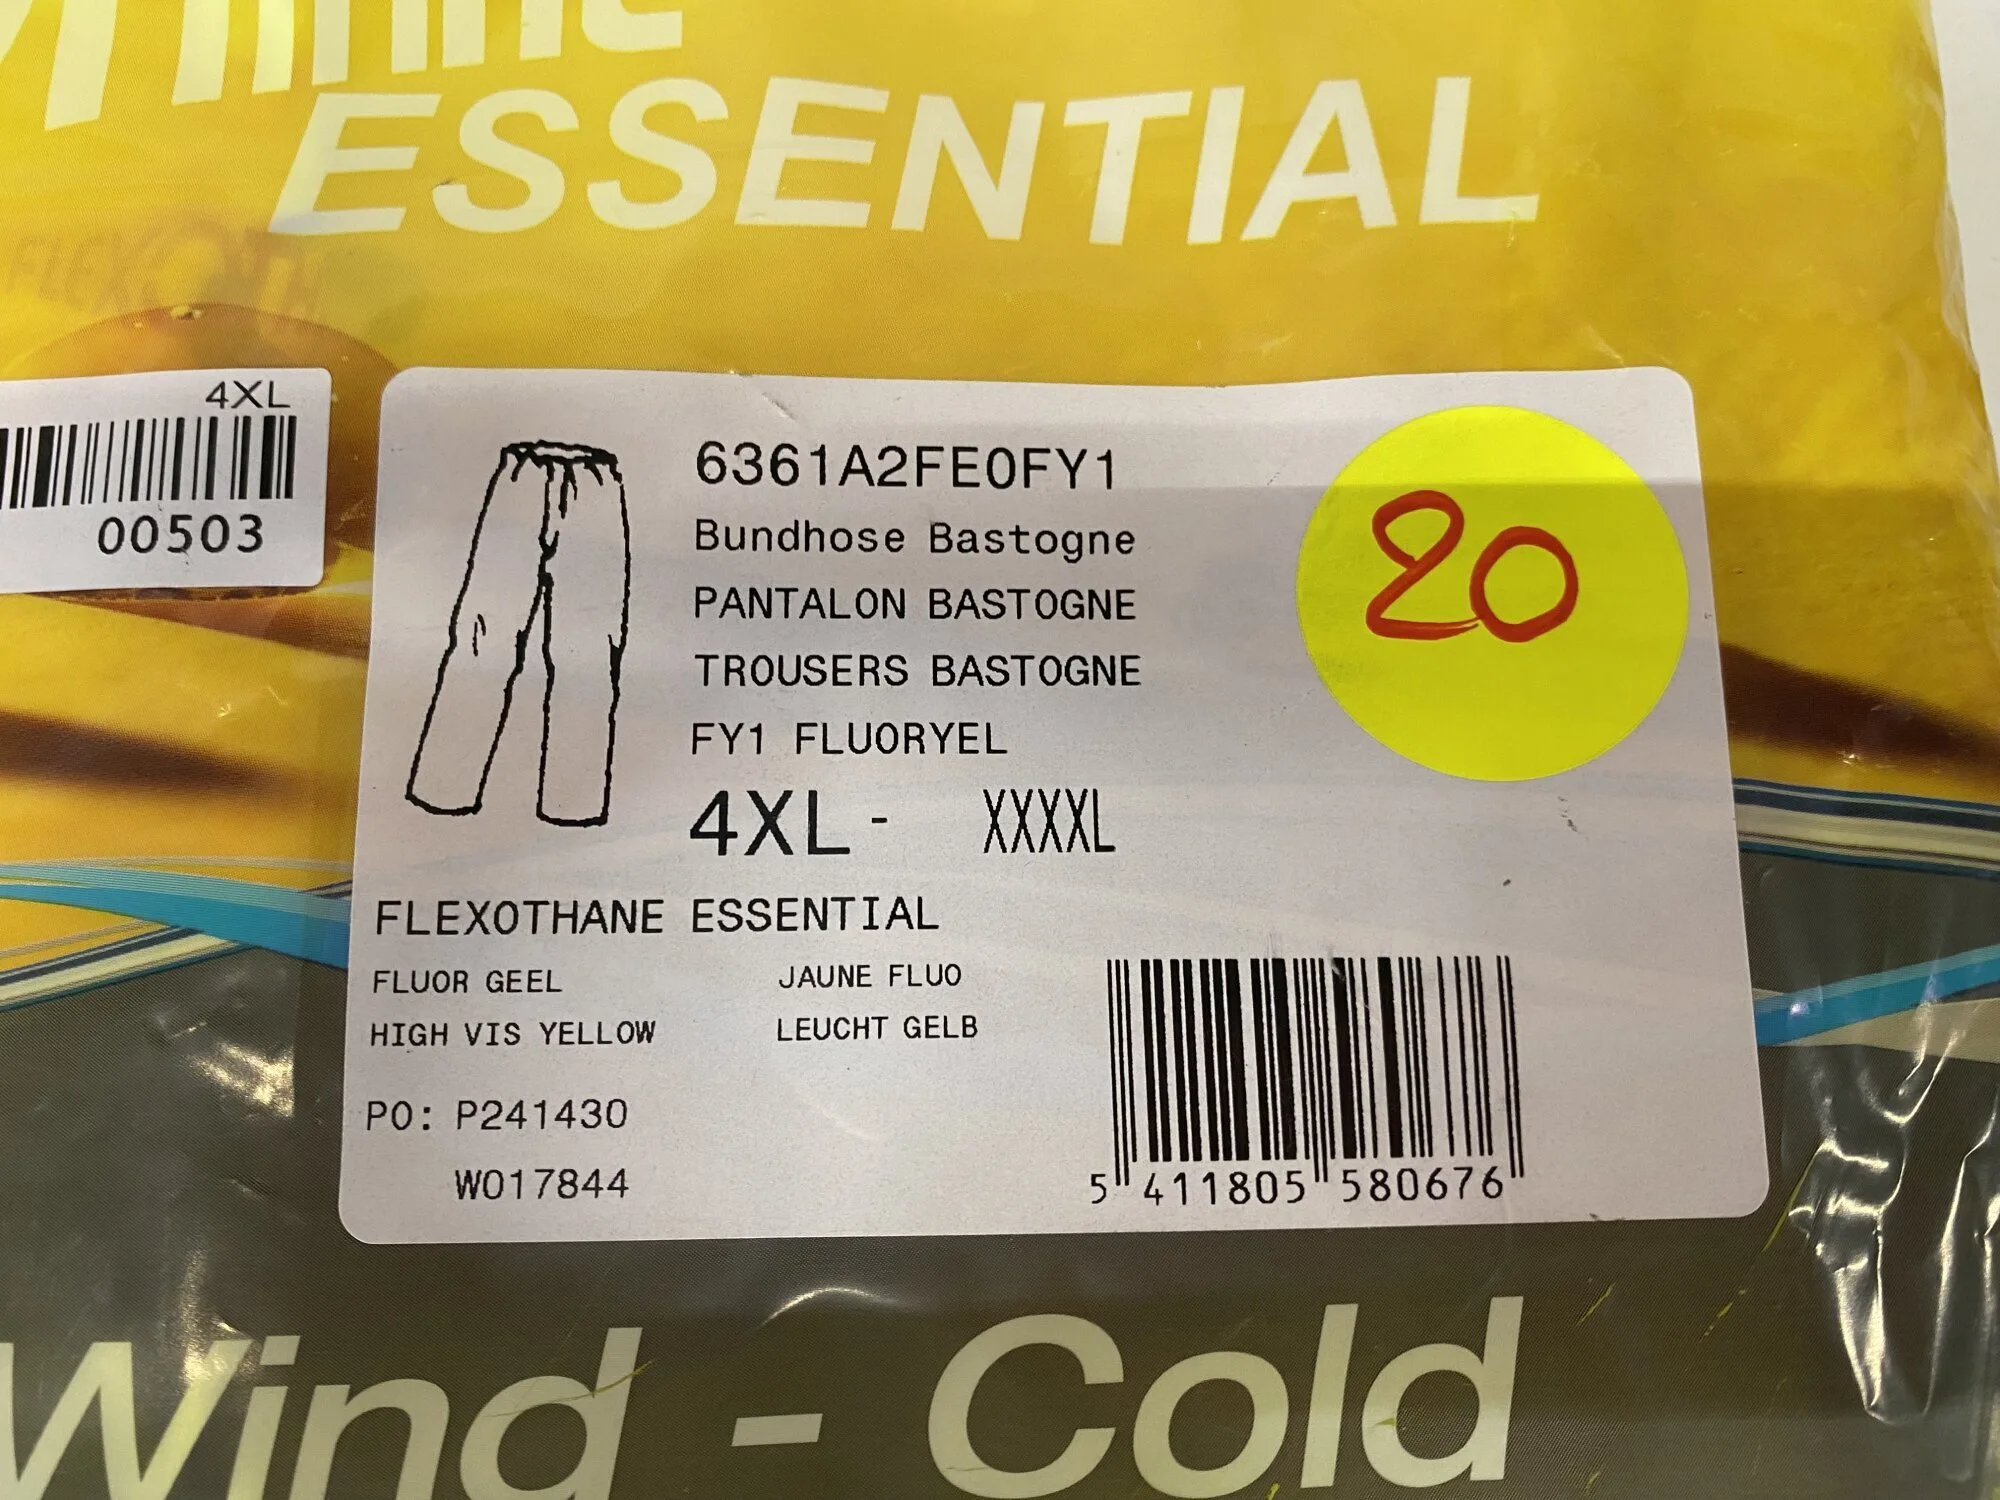 ESSENTIAL
4XL
00503
6361A2FE0FY1
Bundhose Bastogne
PANTALON BASTOGNE
TROUSERS BASTOGNE
FY1 FLUORYEL
4XL - XXXXL
20
FLEXOTHANE ESSENTIAL
FLUOR GEEL JAUNE FLUO
HIGH VIS YELLOW LEUCHT GELB
PO: P241430
W017844
5 411805 580676
Wind - Cold